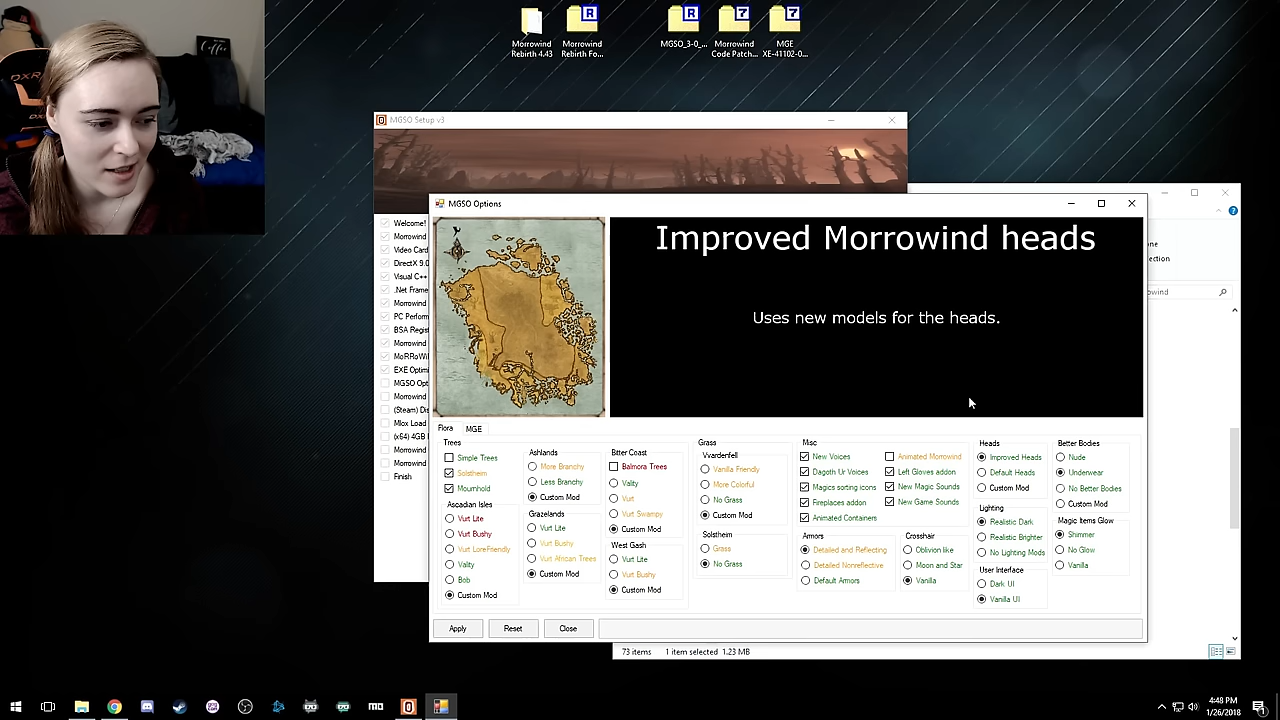 Coffee
DXR
Morrowind Rebirth 4.43
Morrowind Rebirth Fo...
MGSO_3-0_...
Morrowind Code Patch...
MGE XE-41102-0...
MGSO Setup v3
MGSO Options
Welcome!
Morrowind
Video Card
DirectX 9.0
Visual C++
.Net Frame
Morrowind
PC Perform
BSA Regist
Morrowind
EXE Optimi
MGSO Opt
Morrowind
(Steam) Di
Mlox Load
(x64) 4GB
Morrowind
Morrowind
Finish
Improved Morrowind heads
Uses new models for the heads.
one
ection
owind
Flora
MGE
Trees
Simple Trees
Solstheim
Mournhold
Ascadian Isles
Vurt Lite
Vurt Bushy
Vurt LoreFriendly
Vality
Bob
Custom Mod
Ashlands
More Branchy
Less Branchy
Custom Mod
Grazelands
Vurt Lite
Vurt Bushy
Vurt African Trees
Custom Mod
Bitter Coast
Balmora Trees
Vality
Vurt
Vurt Swampy
Custom Mod
West Gash
Vurt Lite
Vurt Bushy
Custom Mod
Grass
Vvardenfell
Vanilla Friendly
More Colorful
No Grass
Custom Mod
Solstheim
Grass
No Grass
Misc
New Voices
Dagoth Ur Voices
Magics sorting icons
Fireplaces addon
Animated Containers
Animated Morrowind
Left Gloves addon
New Magic Sounds
New Game Sounds
Armors
Detailed and Reflecting
Detailed Nonreflective
Default Armors
Crosshair
Oblivion like
Moon and Star
Vanilla
Heads
Improved Heads
Default Heads
Custom Mod
Lighting
Realistic Dark
Realistic Brighter
No Lighting Mods
User Interface
Dark UI
Vanilla UI
Better Bodies
Nude
Underwear
No Better Bodies
Custom Mod
Magic Items Glow
Shimmer
No Glow
Vanilla
Apply
Reset
Close
73 items
1 item selected 1.23 MB
4:48 PM
1/26/2018